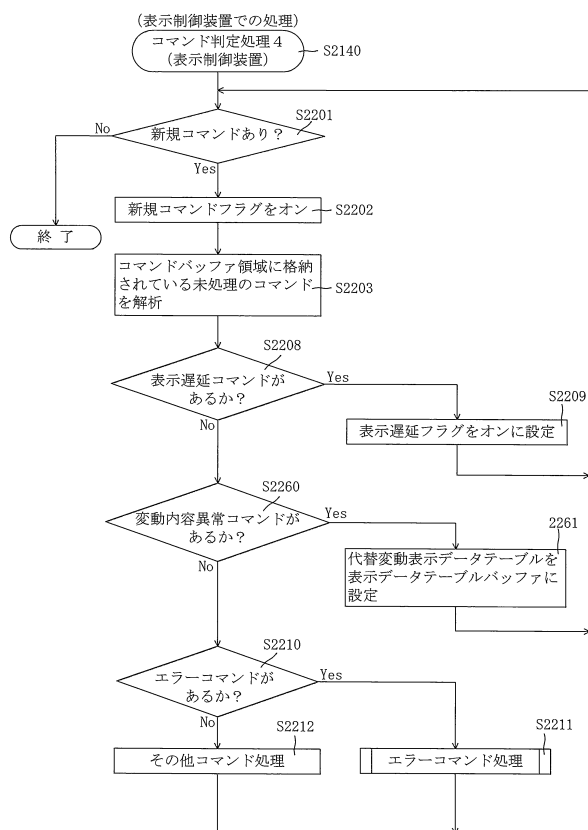 (表示制御装置での処理)
コマンド判定処理4
(表示制御装置)
S2140
S2201
No
新規コマンドあり?
Yes
新規コマンドフラグをオン
S2202
終 了
コマンドバッファ領域に格納
されている未処理のコマンド
を解析
S2203
S2208
表示遅延コマンドが
あるか?
Yes
No
S2209
表示遅延フラグをオンに設定
S2260
変動内容異常コマンドが
あるか?
Yes
No
2261
代替変動表示データテーブルを
表示データテーブルバッファに
設定
S2210
エラーコマンドが
あるか?
Yes
No
S2212
その他コマンド処理
S2211
エラーコマンド処理